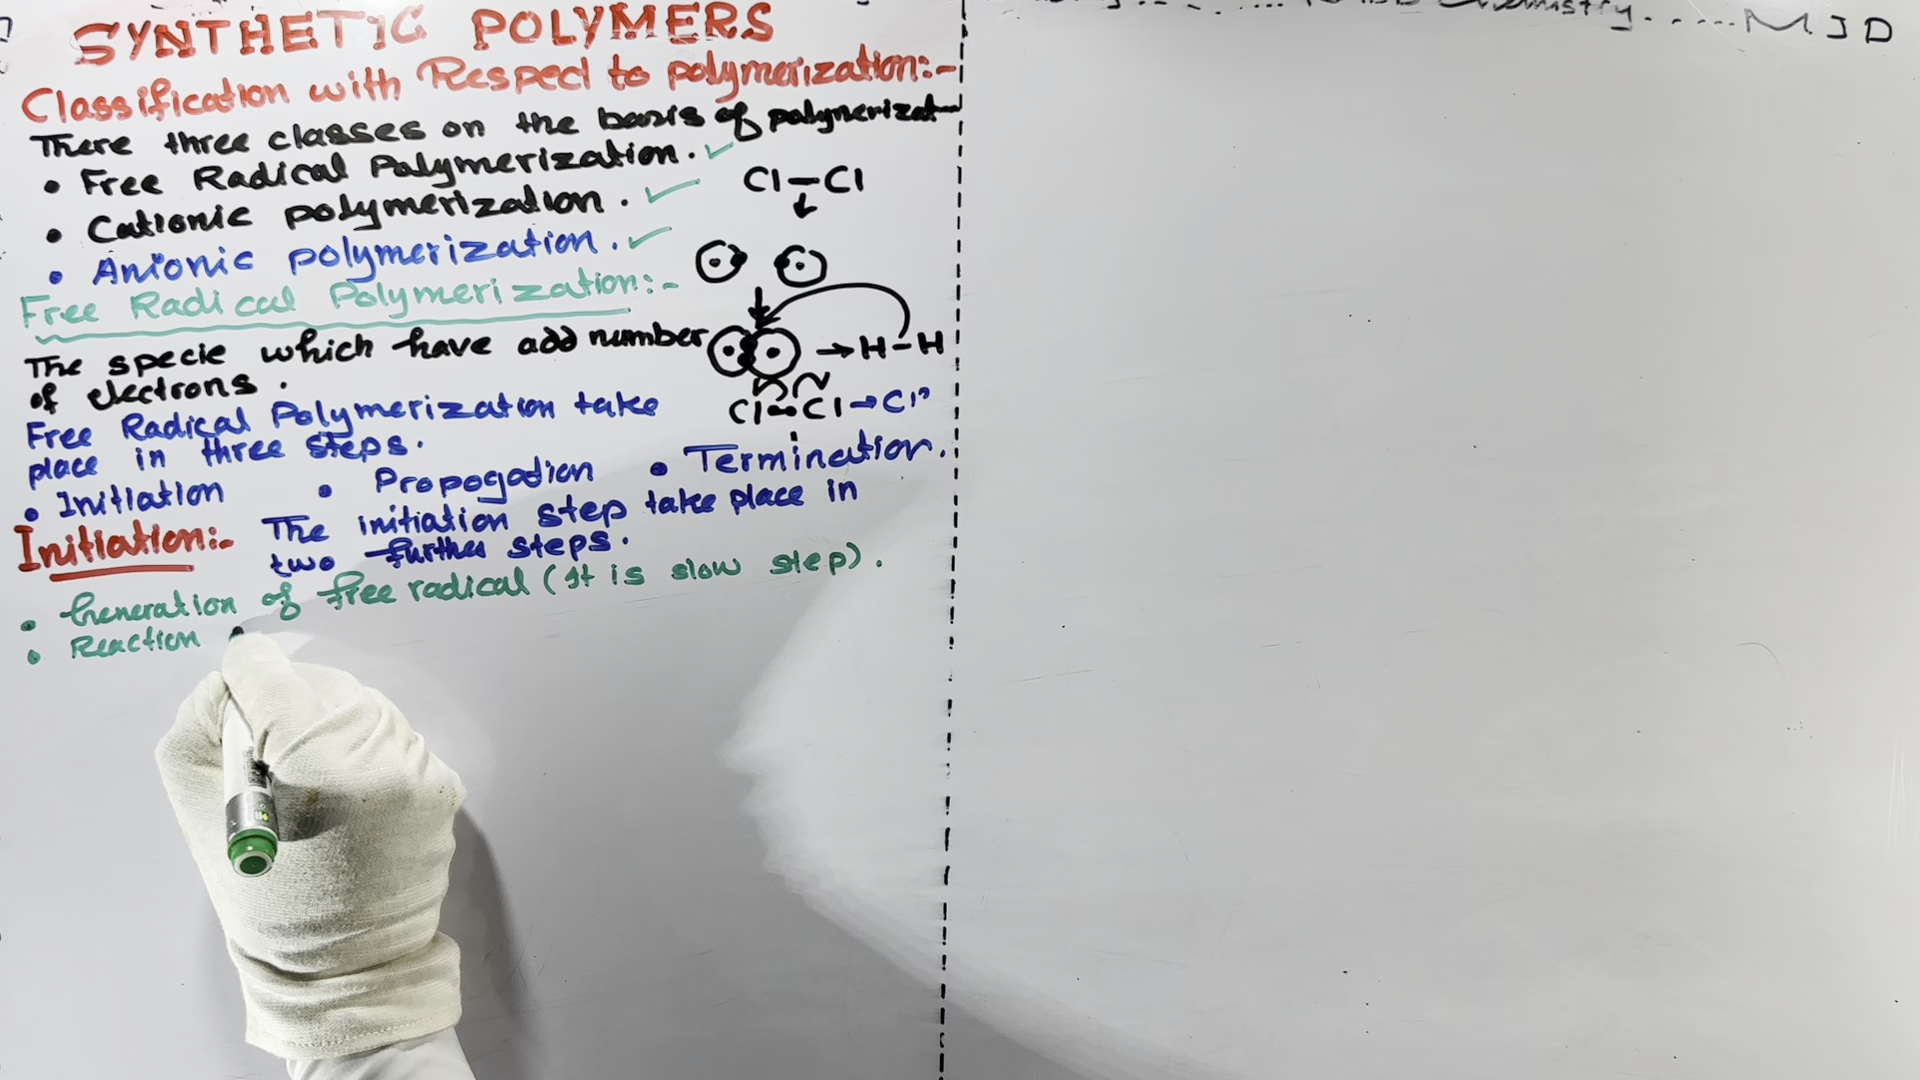 SYNTHETIC POLYMERS
Classification with Respect to polymerization:-
There three classes on the basis of polymerizat
• Free Radical Polymerization. ✓
• Cationic polymerization. ✓
• Anionic polymerization. ✓
Cl—Cl
Free Radical Polymerization:-
The specie which have add number
of electrons.
→H-H
Cl Cl→Cl
Free Radical Polymerization take
place in three steps.
• Initiation • Propogation • Termination.
Initiation:- The initiation step take place in
two further steps.
• Generation of free radical (It is slow step).
• Reaction
Chemistry......MJD